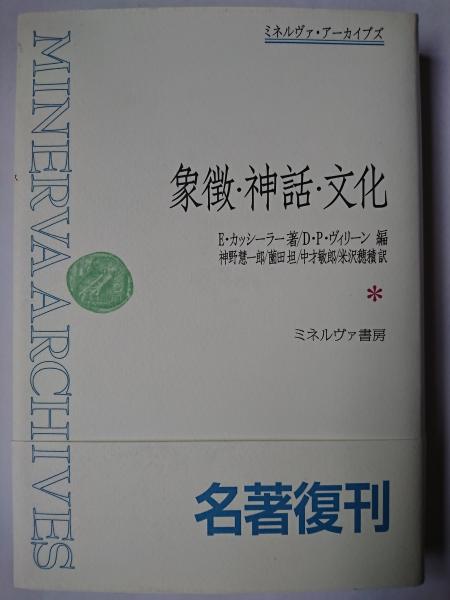 ミネルヴァ・アーカイブズ
MINERVA ARCHIVES
象徴・神話・文化
E・カッシーラー著/D・P・ヴィリーン 編
神野慧一郎/薗田 坦/中才敏郎/米沢穂積訳
*
ミネルヴァ書房
名著復刊